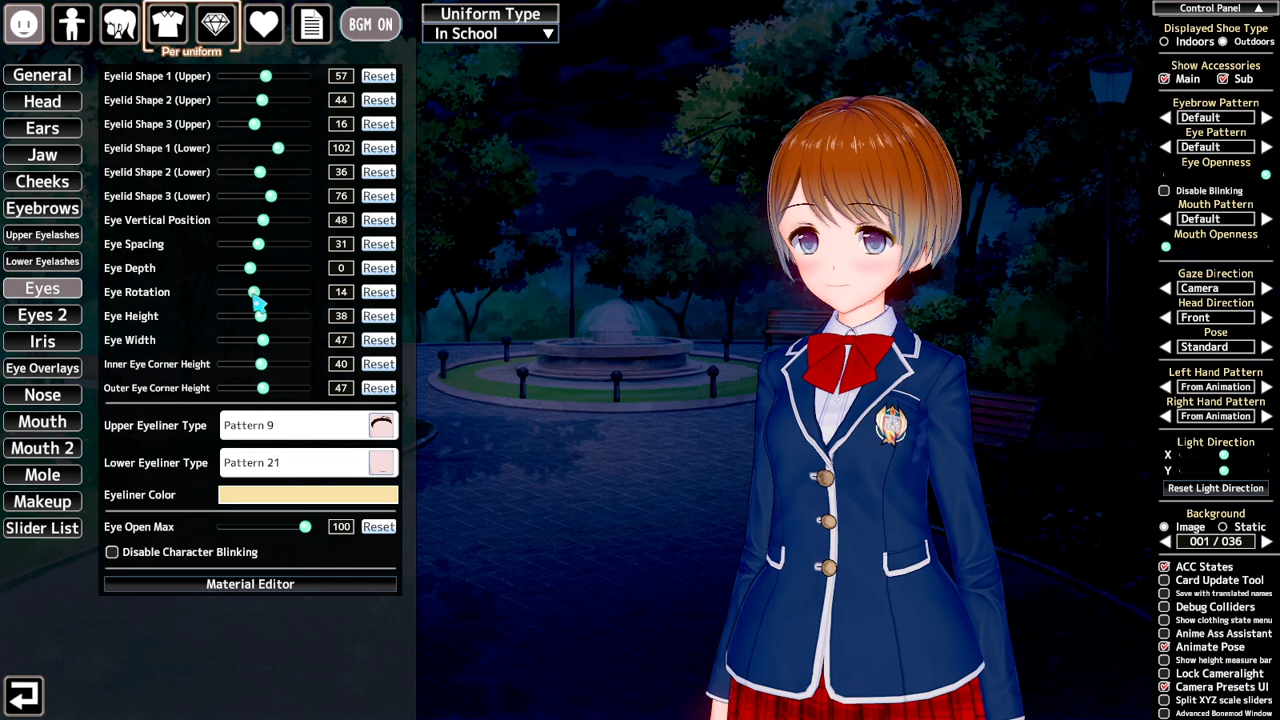 BGM ON
Per uniform
Uniform Type
In School
General
Head
Ears
Jaw
Cheeks
Eyebrows
Upper Eyelashes
Lower Eyelashes
Eyes
Eyes 2
Iris
Eye Overlays
Nose
Mouth
Mouth 2
Mole
Makeup
Slider List
Eyelid Shape 1 (Upper) 57 Reset
Eyelid Shape 2 (Upper) 44 Reset
Eyelid Shape 3 (Upper) 16 Reset
Eyelid Shape 1 (Lower) 102 Reset
Eyelid Shape 2 (Lower) 36 Reset
Eyelid Shape 3 (Lower) 76 Reset
Eye Vertical Position 48 Reset
Eye Spacing 31 Reset
Eye Depth 0 Reset
Eye Rotation 14 Reset
Eye Height 38 Reset
Eye Width 47 Reset
Inner Eye Corner Height 40 Reset
Outer Eye Corner Height 47 Reset
Upper Eyeliner Type Pattern 9
Lower Eyeliner Type Pattern 21
Eyeliner Color
Eye Open Max 100 Reset
Disable Character Blinking
Material Editor
Control Panel
Displayed Shoe Type
Indoors Outdoors
Show Accessories
Main Sub
Eyebrow Pattern
Default
Eye Pattern
Default
Eye Openness
Disable Blinking
Mouth Pattern
Default
Mouth Openness
Gaze Direction
Camera
Head Direction
Front
Pose
Standard
Left Hand Pattern
From Animation
Right Hand Pattern
From Animation
Light Direction
X
Y
Reset Light Direction
Background
Image Static
001 / 036
ACC States
Card Update Tool
Save with translated names
Debug Colliders
Show clothing state menu
Anime Ass Assistant
Animate Pose
Show height measure bar
Lock Cameralight
Camera Presets UI
Split XYZ scale sliders
Advanced Bonemod Window